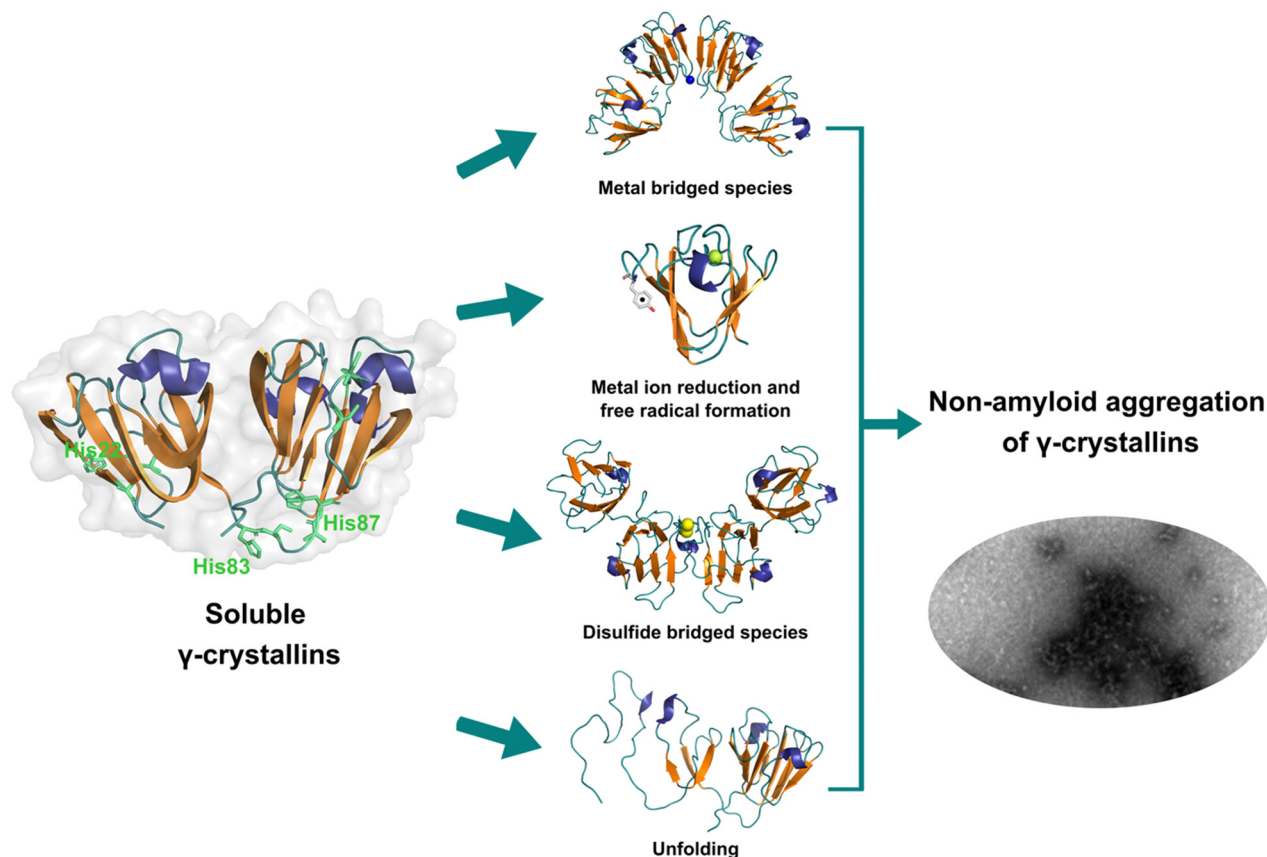 Metal bridged species
Metal ion reduction and
free radical formation
His22
His87
His83
Soluble
γ-crystallins
Disulfide bridged species
Unfolding
Non-amyloid aggregation
of γ-crystallins